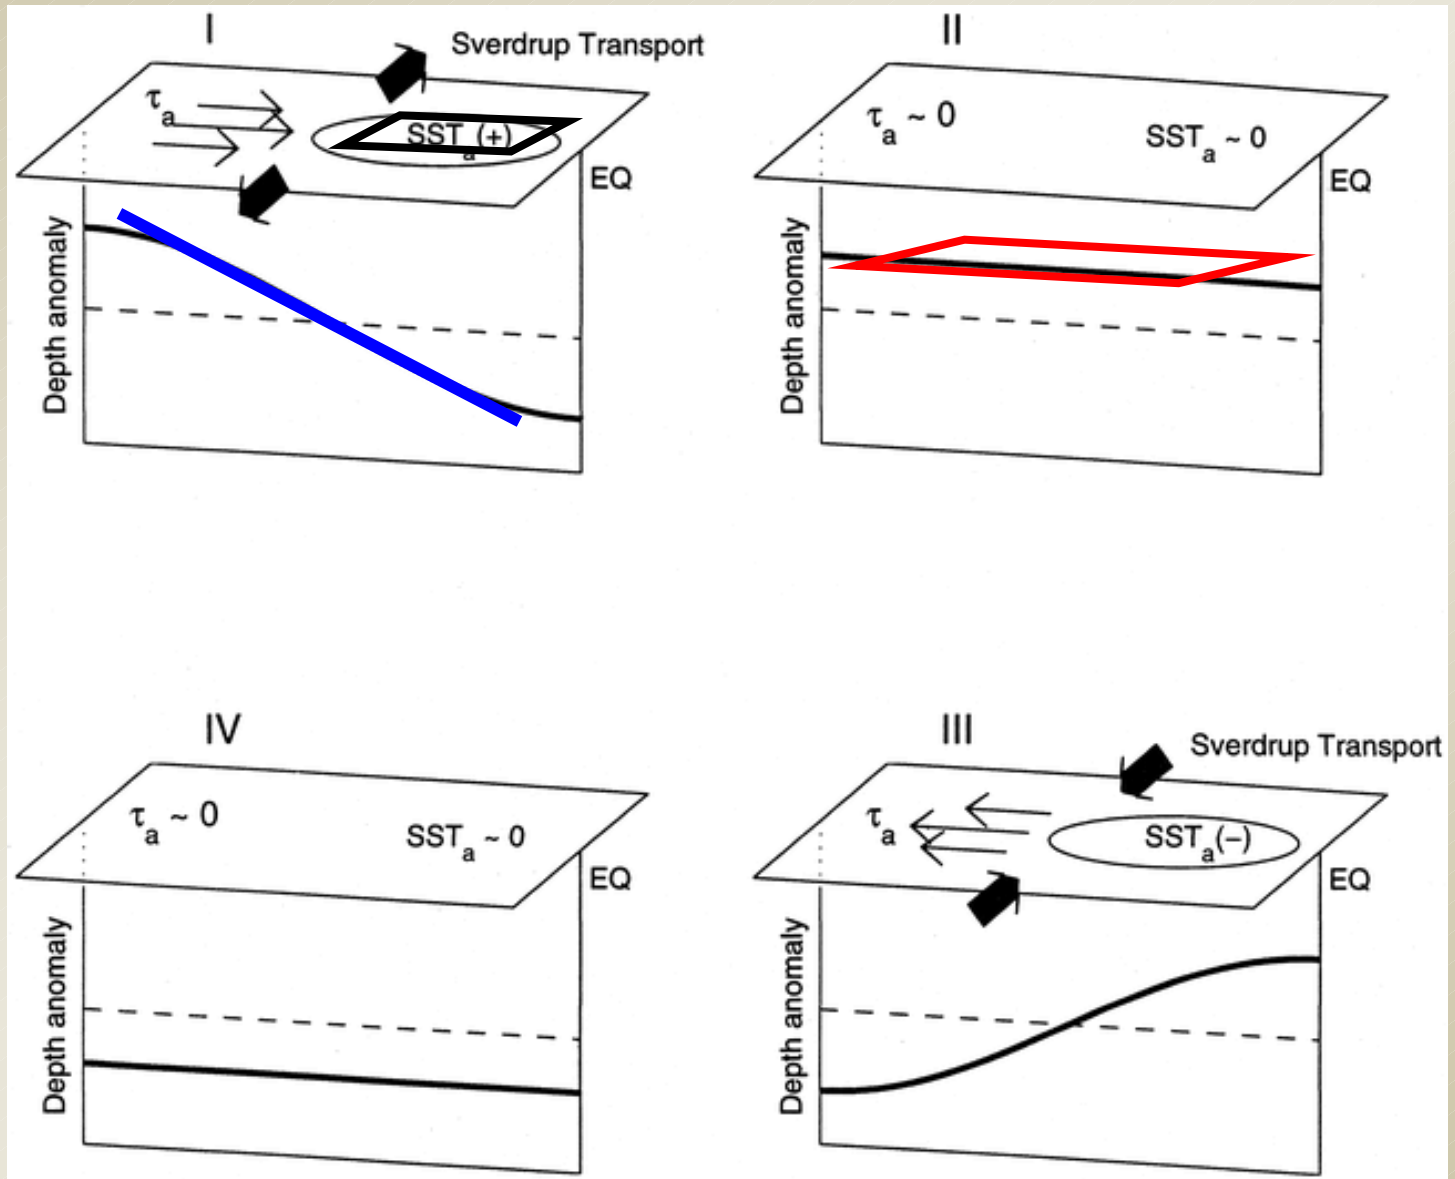 I
Sverdrup Transport
τa
SSTa(+)
EQ
Depth anomaly
II
τa ~ 0
SSTa ~ 0
EQ
Depth anomaly
IV
τa ~ 0
SSTa ~ 0
EQ
Depth anomaly
III
Sverdrup Transport
τa
SSTa(−)
EQ
Depth anomaly